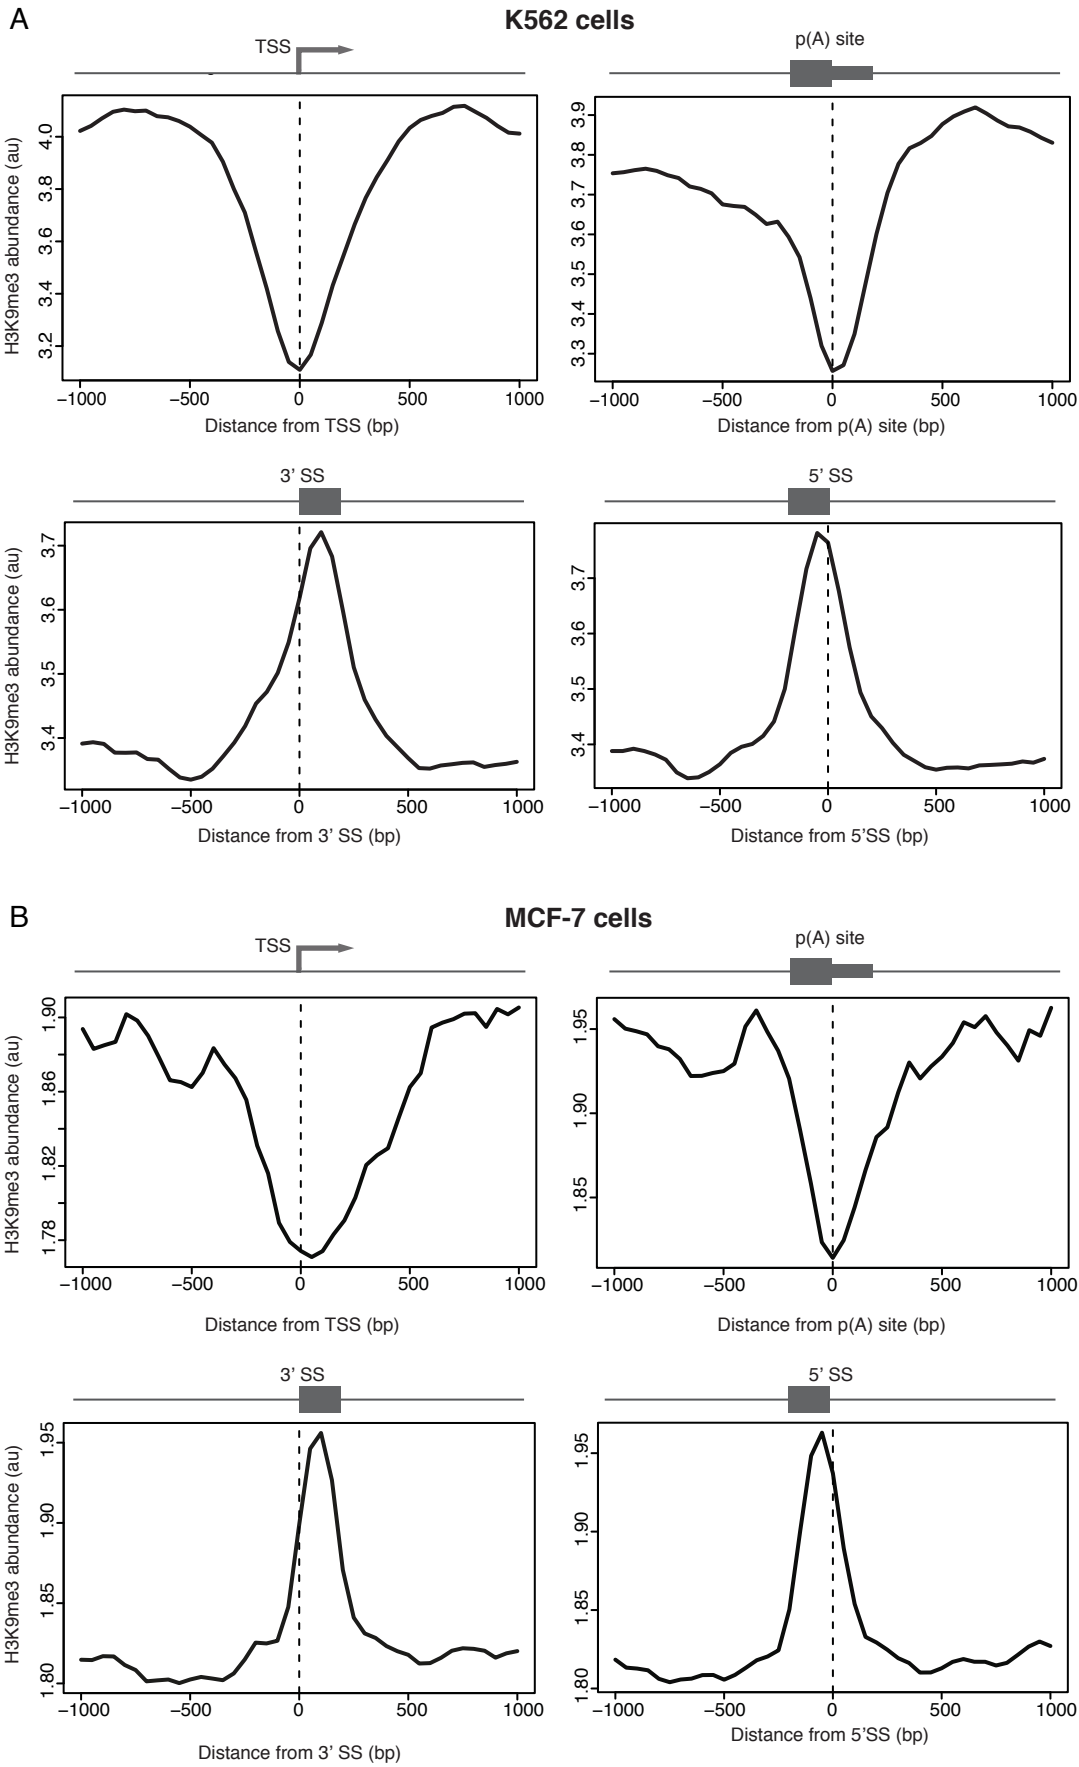 A
K562 cells
TSS
p(A) site
H3K9me3 abundance (au)
3.2 3.4 3.6 3.8 4.0
3.3 3.4 3.5 3.6 3.7 3.8 3.9
−1000 −500 0 500 1000
−1000 −500 0 500 1000
Distance from TSS (bp)
Distance from p(A) site (bp)
3’ SS
5’ SS
H3K9me3 abundance (au)
3.4 3.5 3.6 3.7
3.4 3.5 3.6 3.7
−1000 −500 0 500 1000
−1000 −500 0 500 1000
Distance from 3’ SS (bp)
Distance from 5’SS (bp)
B
MCF-7 cells
TSS
p(A) site
H3K9me3 abundance (au)
1.78 1.82 1.86 1.90
1.85 1.90 1.95
−1000 −500 0 500 1000
−1000 −500 0 500 1000
Distance from TSS (bp)
Distance from p(A) site (bp)
3’ SS
5’ SS
H3K9me3 abundance (au)
1.80 1.85 1.90 1.95
1.80 1.85 1.90 1.95
−1000 −500 0 500 1000
−1000 −500 0 500 1000
Distance from 3’ SS (bp)
Distance from 5’SS (bp)